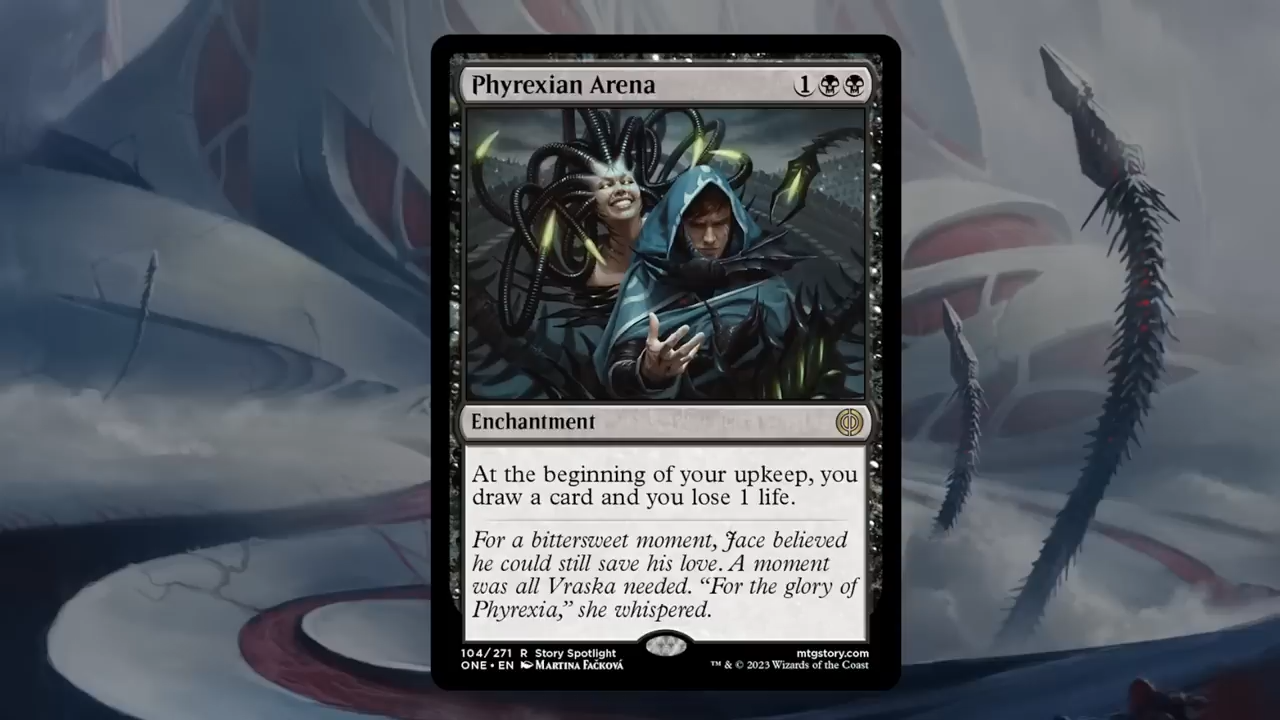 Phyrexian Arena 1
Enchantment
At the beginning of your upkeep, you
draw a card and you lose 1 life.
For a bittersweet moment, Jace believed
he could still save his love. A moment
was all Vraska needed. “For the glory of
Phyrexia,” she whispered.
104/271 R Story Spotlight mtgstory.com
ONE • EN Martina Fačková ™ & © 2023 Wizards of the Coast